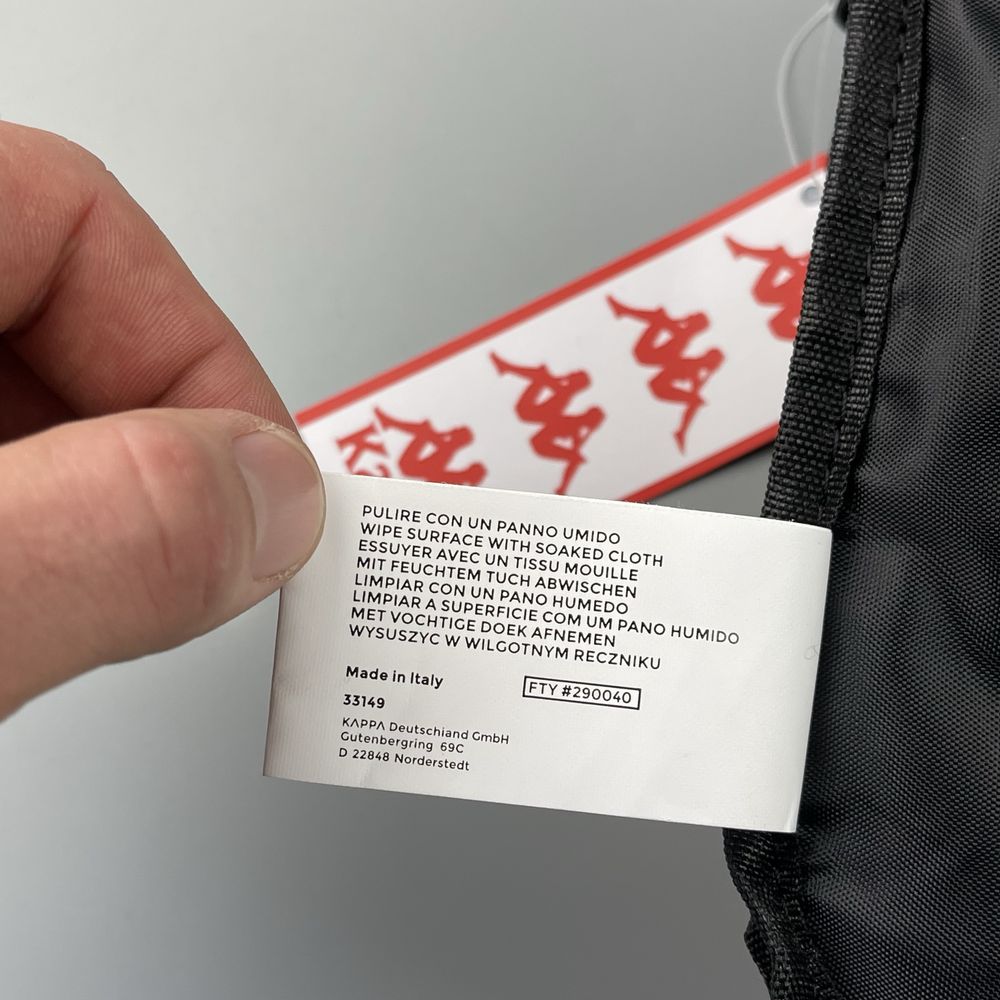 PULIRE CON UN PANNO UMIDO
WIPE SURFACE WITH SOAKED CLOTH
ESSUYER AVEC UN TISSU MOUILLE
MIT FEUCHTEM TUCH ABWISCHEN
LIMPIAR CON UN PANO HUMEDO
LIMPIAR A SUPERFICIE COM UM PANO HUMIDO
MET VOCHTIGE DOEK AFNEMEN
WYSUSZYC W WILGOTNYM RECZNIKU
Made in Italy
FTY #290040
33149
KAPPA Deutschland GmbH
Gutenbergring 69C
D 22848 Norderstedt